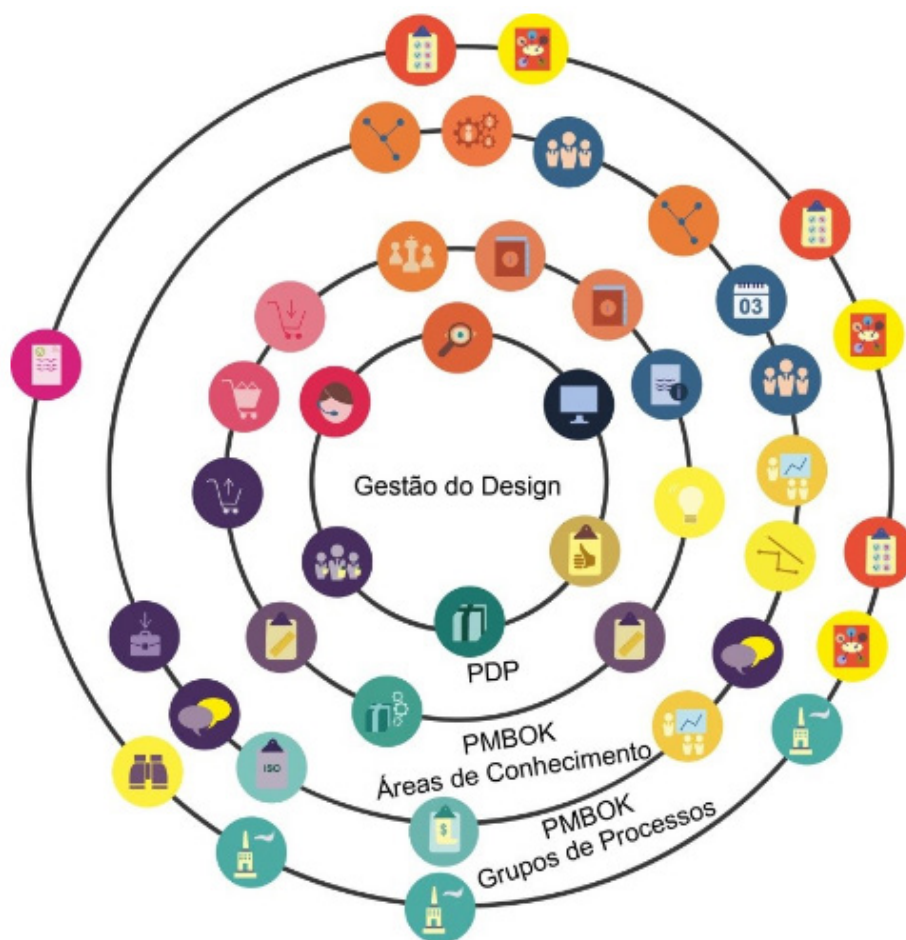 03
Gestão do Design
PDP
PMBOK
Áreas de Conhecimento
PMBOK
Grupos de Processos
ISO
$